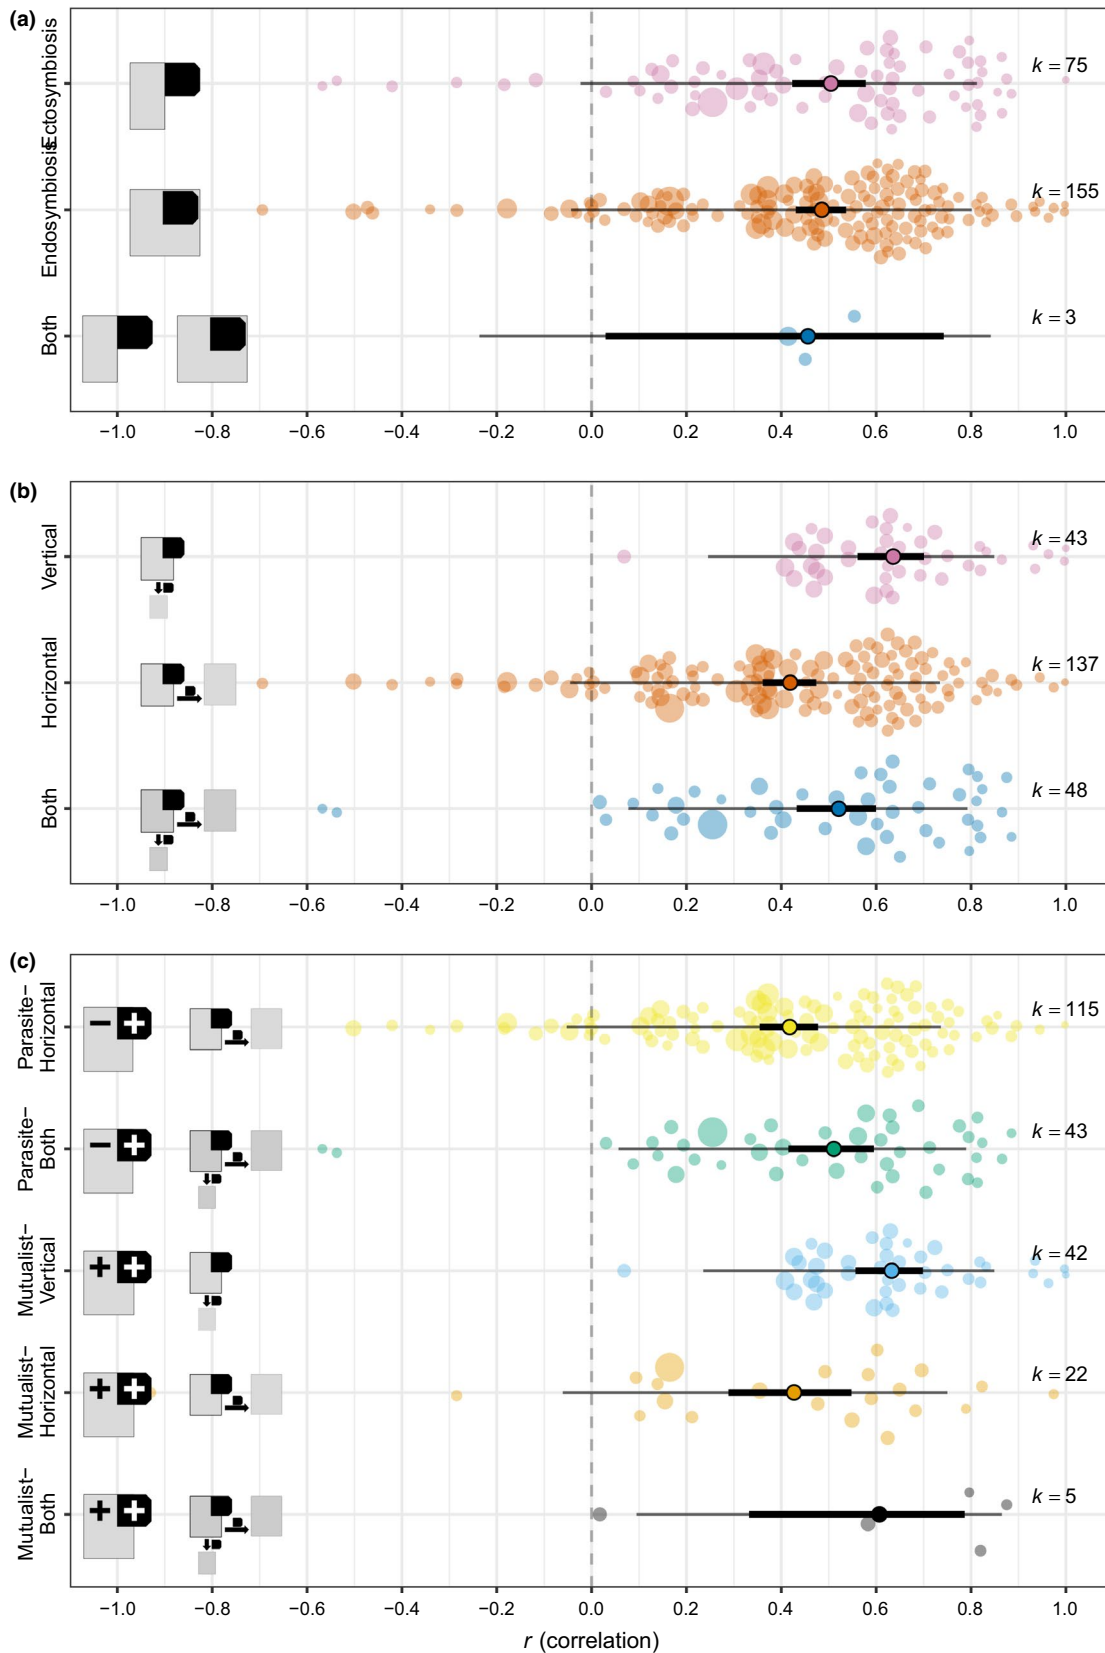 (a)
Ectosymbiosis
k = 75
Endosymbiosis
k = 155
Both
k = 3
−1.0 −0.8 −0.6 −0.4 −0.2 0.0 0.2 0.4 0.6 0.8 1.0
(b)
Vertical
k = 43
Horizontal
k = 137
Both
k = 48
−1.0 −0.8 −0.6 −0.4 −0.2 0.0 0.2 0.4 0.6 0.8 1.0
(c)
Parasite−
Horizontal
k = 115
Parasite−
Both
k = 43
Mutualist−
Vertical
k = 42
Mutualist−
Horizontal
k = 22
Mutualist−
Both
k = 5
−1.0 −0.8 −0.6 −0.4 −0.2 0.0 0.2 0.4 0.6 0.8 1.0
r (correlation)